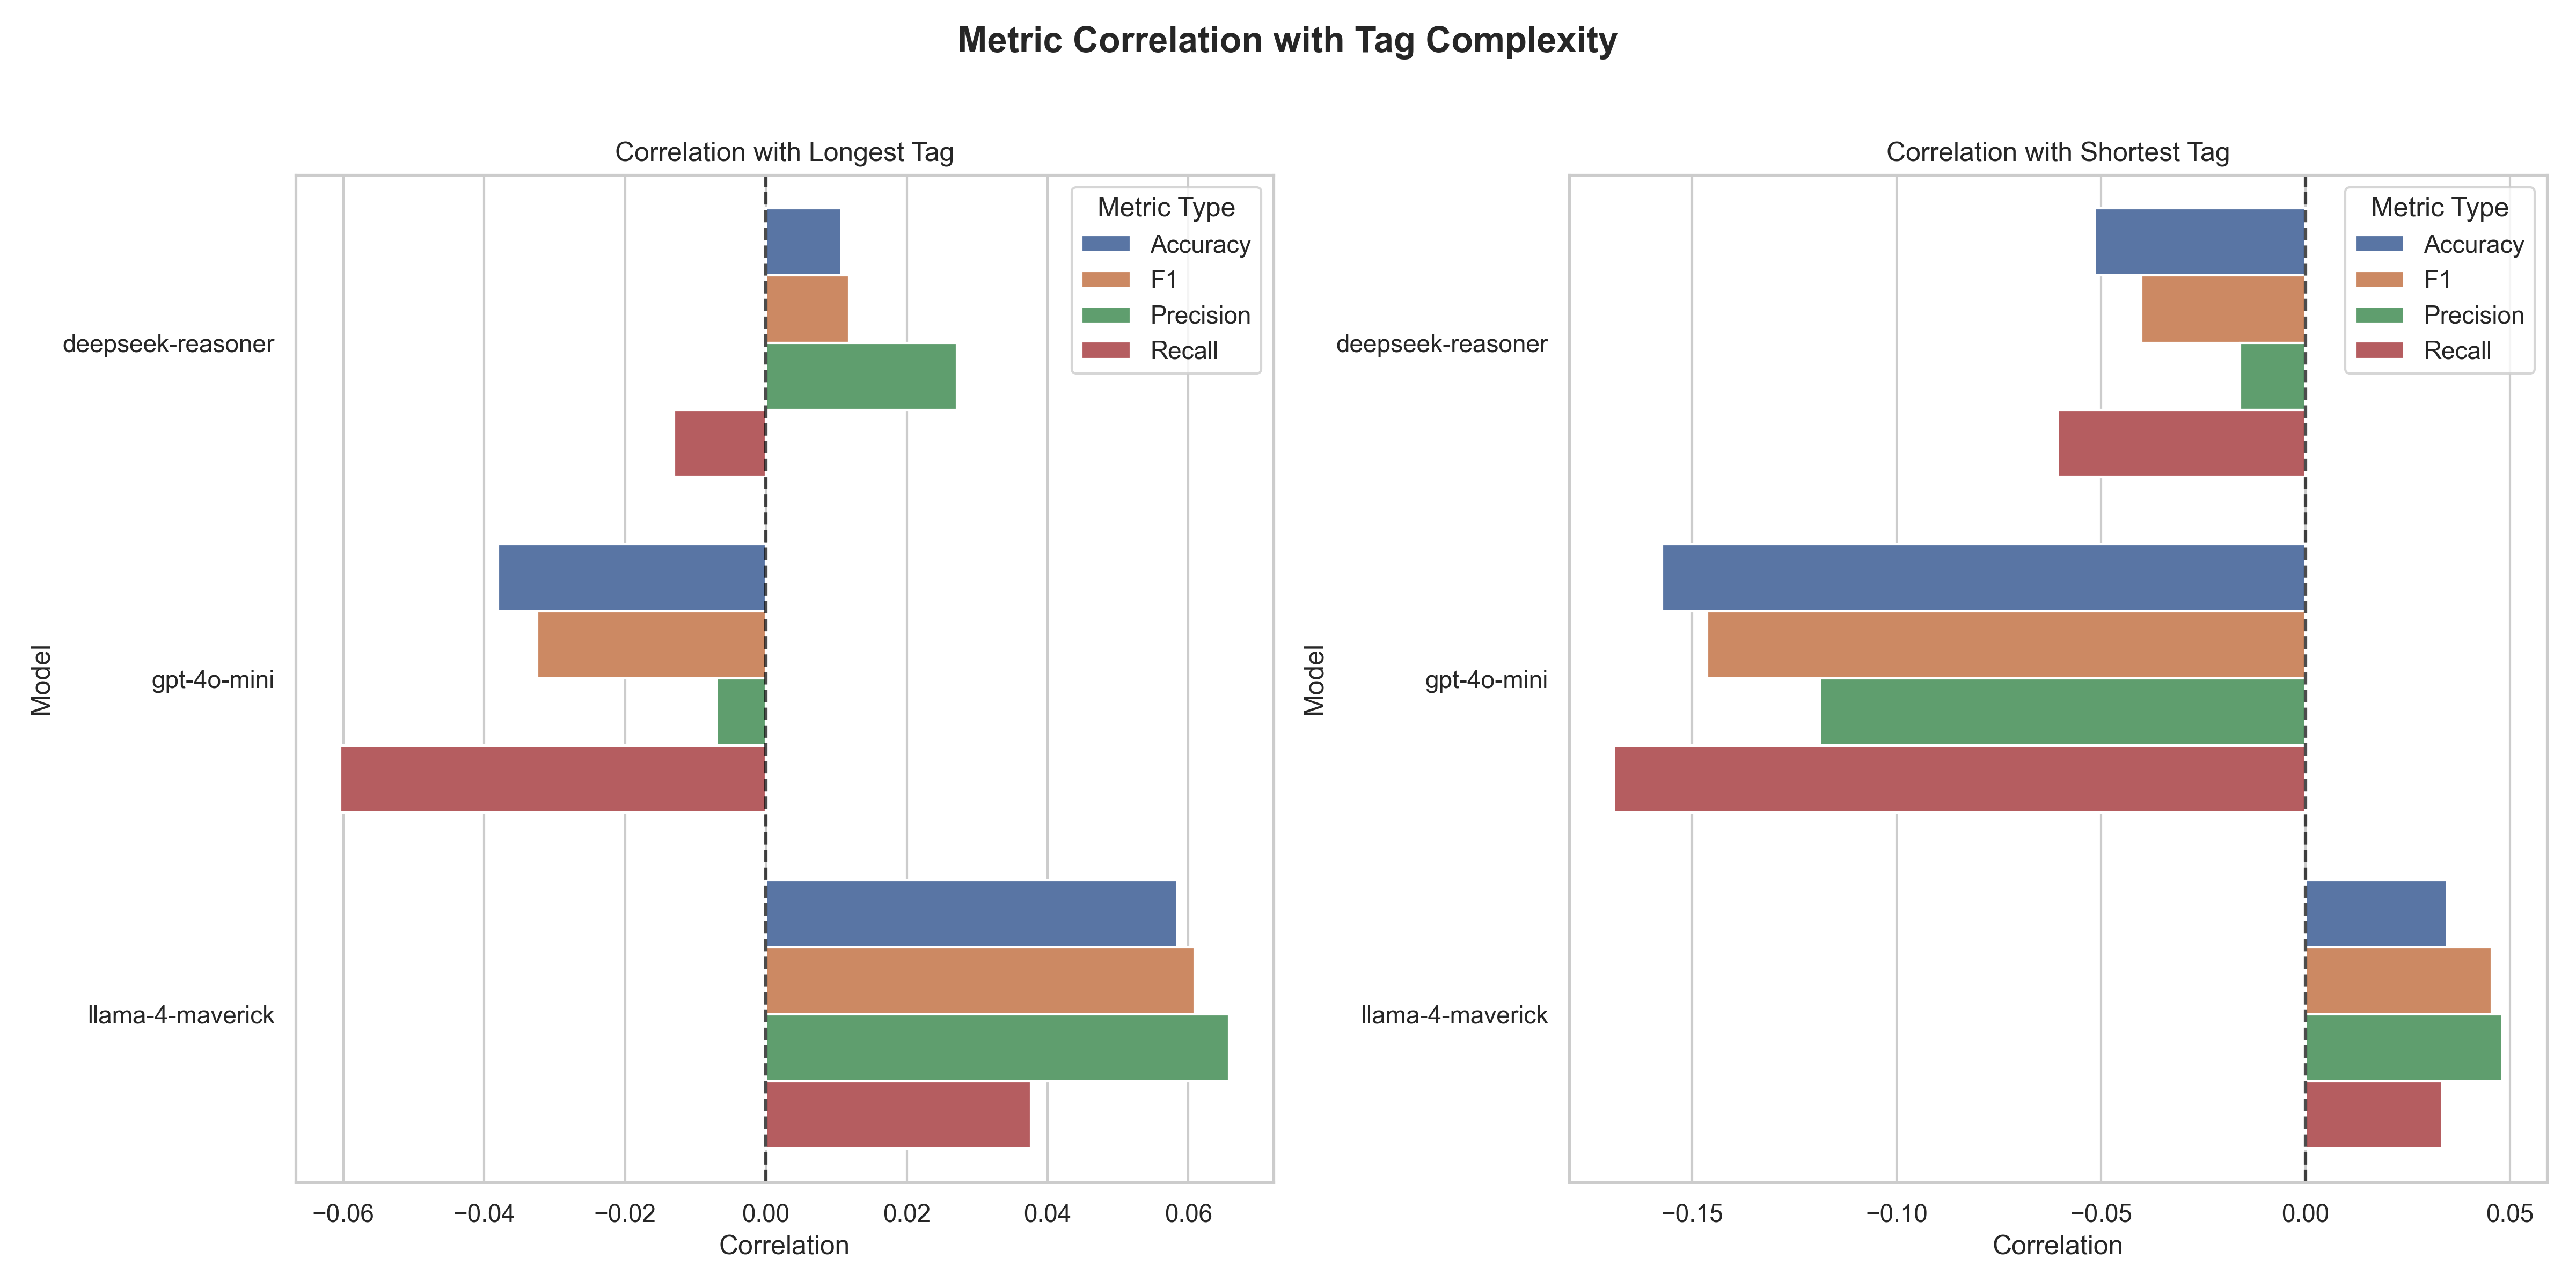 Metric Correlation with Tag Complexity
Correlation with Longest Tag
Metric Type
Accuracy
F1
Precision
Recall
deepseek-reasoner
gpt-4o-mini
llama-4-maverick
Model
−0.06 −0.04 −0.02 0.00 0.02 0.04 0.06
Correlation
Correlation with Shortest Tag
Metric Type
Accuracy
F1
Precision
Recall
deepseek-reasoner
gpt-4o-mini
llama-4-maverick
Model
−0.15 −0.10 −0.05 0.00 0.05
Correlation